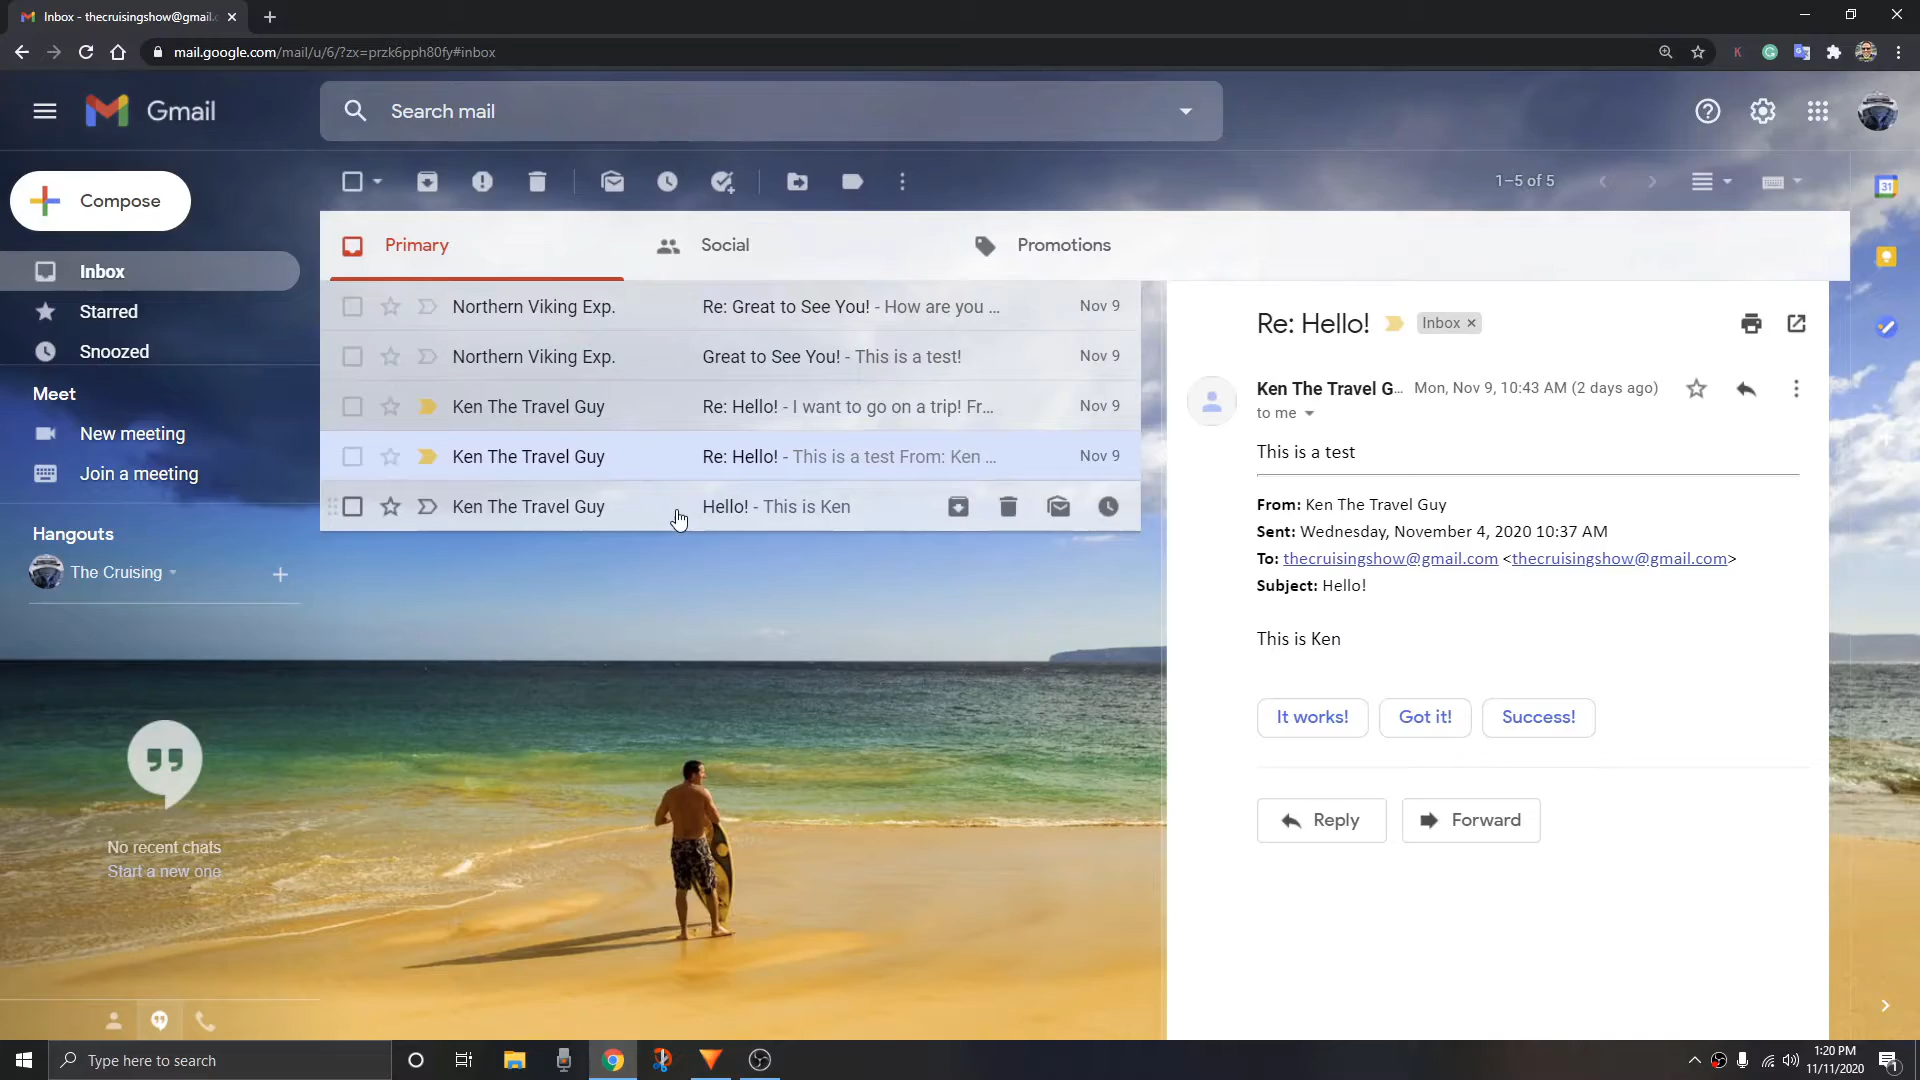 Inbox - thecruisingshow@gmail.
mail.google.com/mail/u/6/?zx=przk6pph80fy#inbox
Gmail
Search mail
1–5 of 5
31
Compose
Primary
Social
Promotions
Inbox
Starred
Snoozed
Meet
New meeting
Join a meeting
Hangouts
The Cruising
No recent chats
Start a new one
Northern Viking Exp. Re: Great to See You! - How are you ... Nov 9
Northern Viking Exp. Great to See You! - This is a test! Nov 9
Ken The Travel Guy Re: Hello! - I want to go on a trip! Fr... Nov 9
Ken The Travel Guy Re: Hello! - This is a test From: Ken ... Nov 9
Ken The Travel Guy Hello! - This is Ken
Re: Hello! Inbox ×
Ken The Travel G... Mon, Nov 9, 10:43 AM (2 days ago)
to me
This is a test
From: Ken The Travel Guy
Sent: Wednesday, November 4, 2020 10:37 AM
To: thecruisingshow@gmail.com <thecruisingshow@gmail.com>
Subject: Hello!
This is Ken
It works! Got it! Success!
Reply Forward
Type here to search
1:20 PM
11/11/2020
1